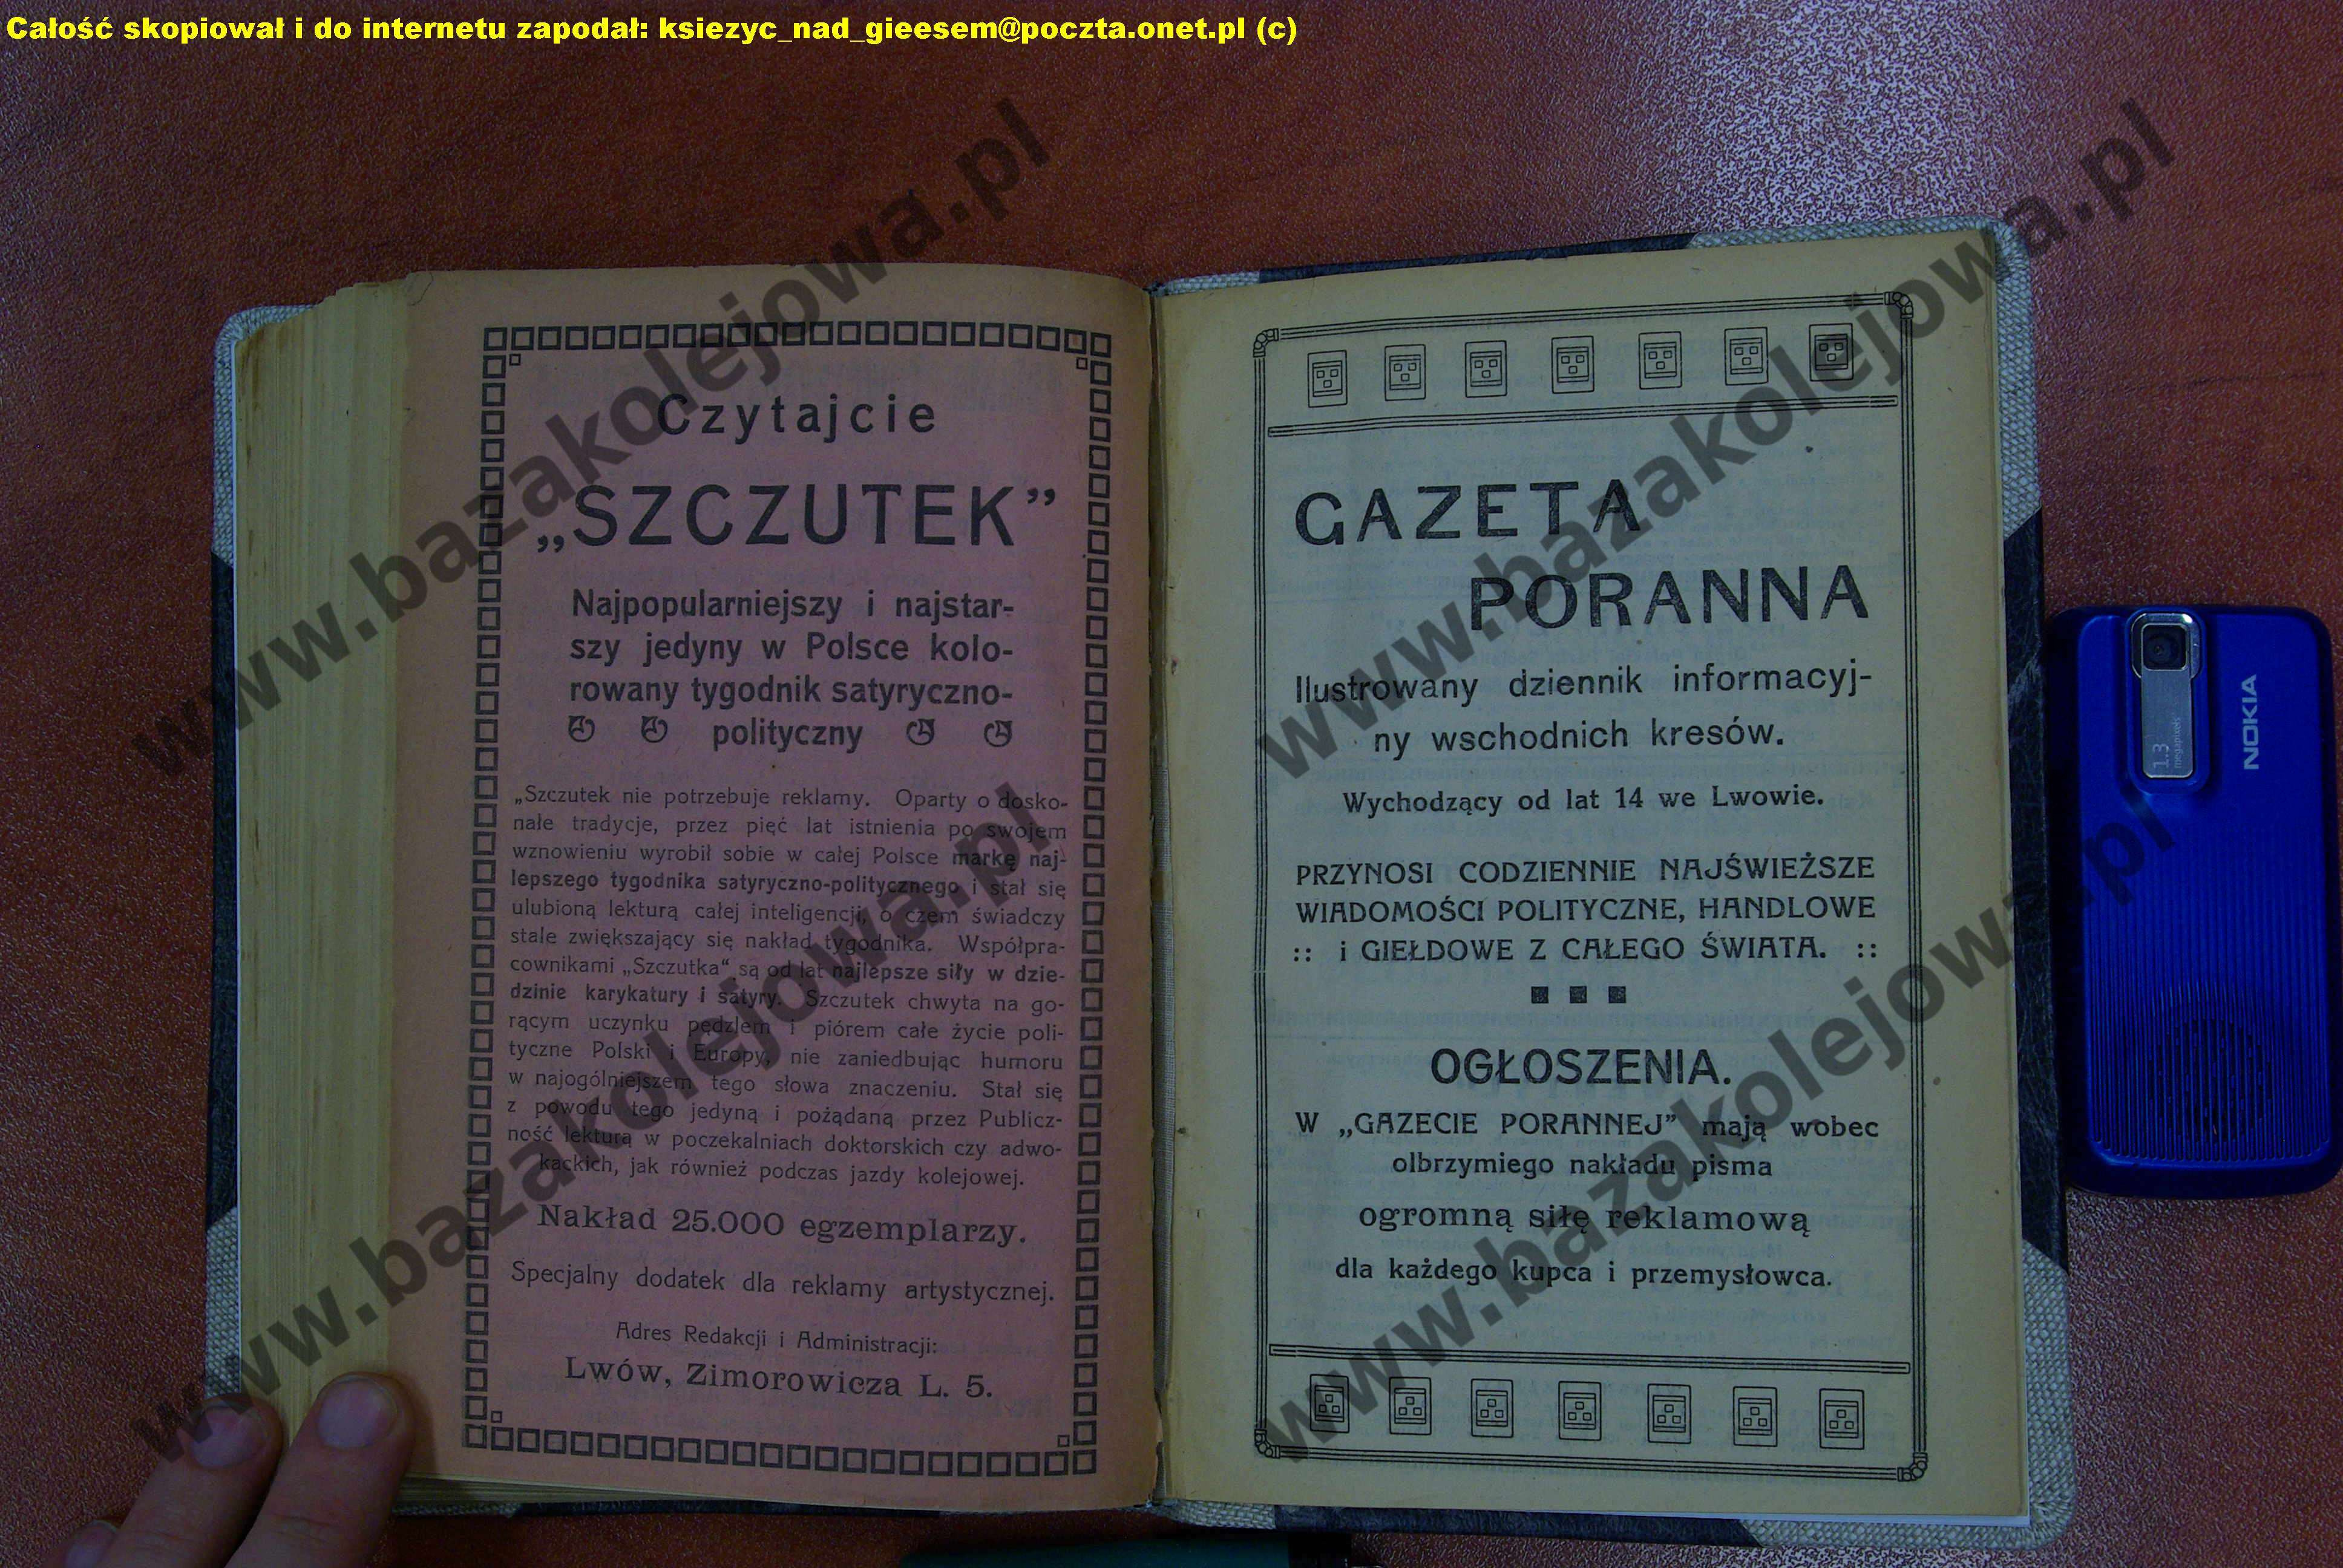 Całość skopiował i do internetu zapodał: ksiezyc_nad_gieesem@poczta.onet.pl (c)
Czytajcie
„SZCZUTEK”
Najpopularniejszy i najstar-
szy jedyny w Polsce kolo-
rowany tygodnik satyryczno-
polityczny
„Szczutek nie potrzebuje reklamy. Oparty o dosko-
nałe tradycje, przez pięć lat istnienia po swojem
wznowieniu wyrobił sobie w całej Polsce markę naj-
lepszego tygodnika satyryczno-politycznego i stał się
ulubioną lekturą całej inteligencji, o czem świadczy
stale zwiększający się nakład tygodnika. Współpra-
cownikami „Szczutka“ są od lat najlepsze siły w dzie-
dzinie karykatury i satyry. Szczutek chwyta na go-
rącym uczynku pędzlem i piórem całe życie poli-
tyczne Polski i Europy, nie zaniedbując humoru
w najogólniejszem tego słowa znaczeniu. Stał się
z powodu tego jedyną i pożądaną przez Publicz-
ność lekturą w poczekalniach doktorskich czy adwo-
kackich, jak również podczas jazdy kolejowej.
Nakład 25.000 egzemplarzy.
Specjalny dodatek dla reklamy artystycznej.
Adres Redakcji i Administracji:
Lwów, Zimorowicza L. 5.
GAZETA
PORANNA
Ilustrowany dziennik informacyj-
ny wschodnich kresów.
Wychodzący od lat 14 we Lwowie.
PRZYNOSI CODZIENNIE NAJŚWIEŻSZE
WIADOMOŚCI POLITYCZNE, HANDLOWE
:: i GIEŁDOWE Z CAŁEGO ŚWIATA. ::
OGŁOSZENIA.
W „GAZECIE PORANNEJ” mają wobec
olbrzymiego nakładu pisma
ogromną siłę reklamową
dla każdego kupca i przemysłowca.
NOKIA
1.3
megapixels
www.bazakolejowa.pl
www.bazakolejowa.pl
www.bazakolejowa.pl
www.bazakolejowa.pl